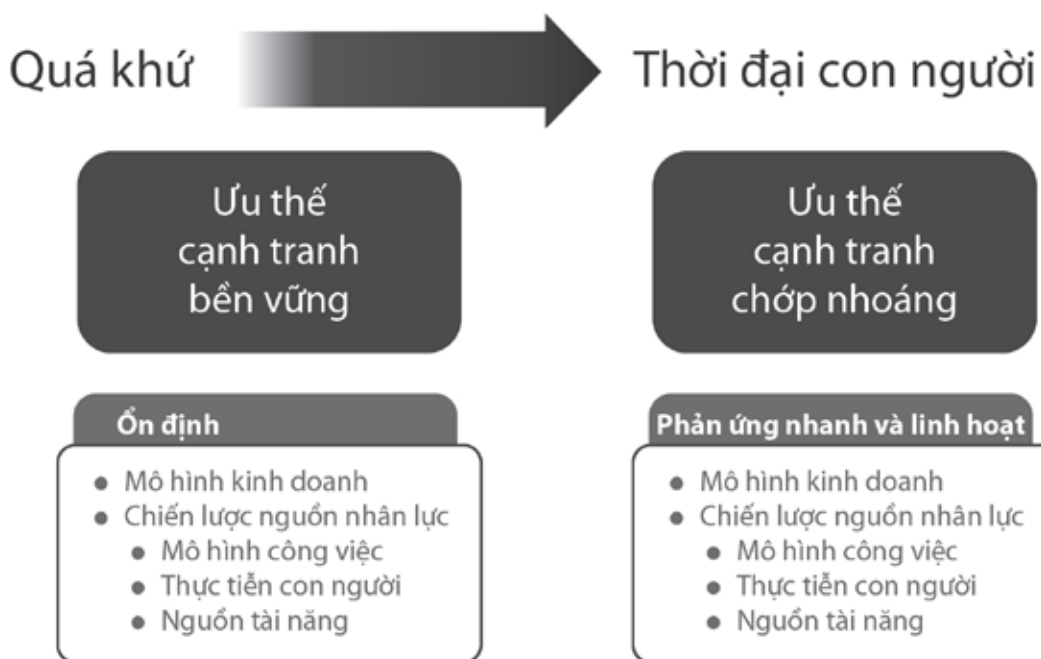 Quá khứ
Thời đại con người
Ưu thế
cạnh tranh
bền vững
Ưu thế
cạnh tranh
chớp nhoáng
Ổn định
• Mô hình kinh doanh
• Chiến lược nguồn nhân lực
• Mô hình công việc
• Thực tiễn con người
• Nguồn tài năng
Phản ứng nhanh và linh hoạt
• Mô hình kinh doanh
• Chiến lược nguồn nhân lực
• Mô hình công việc
• Thực tiễn con người
• Nguồn tài năng